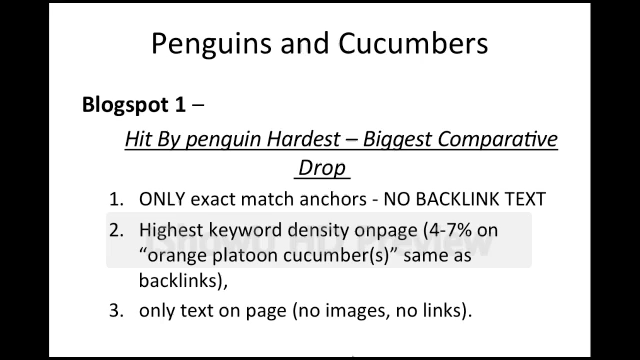 Penguins and Cucumbers
Blogspot 1 –
Hit By penguin Hardest – Biggest Comparative
Drop
1. ONLY exact match anchors - NO BACKLINK TEXT
2. Highest keyword density onpage (4-7% on
“orange platoon cucumber(s)” same as
backlinks),
3. only text on page (no images, no links).